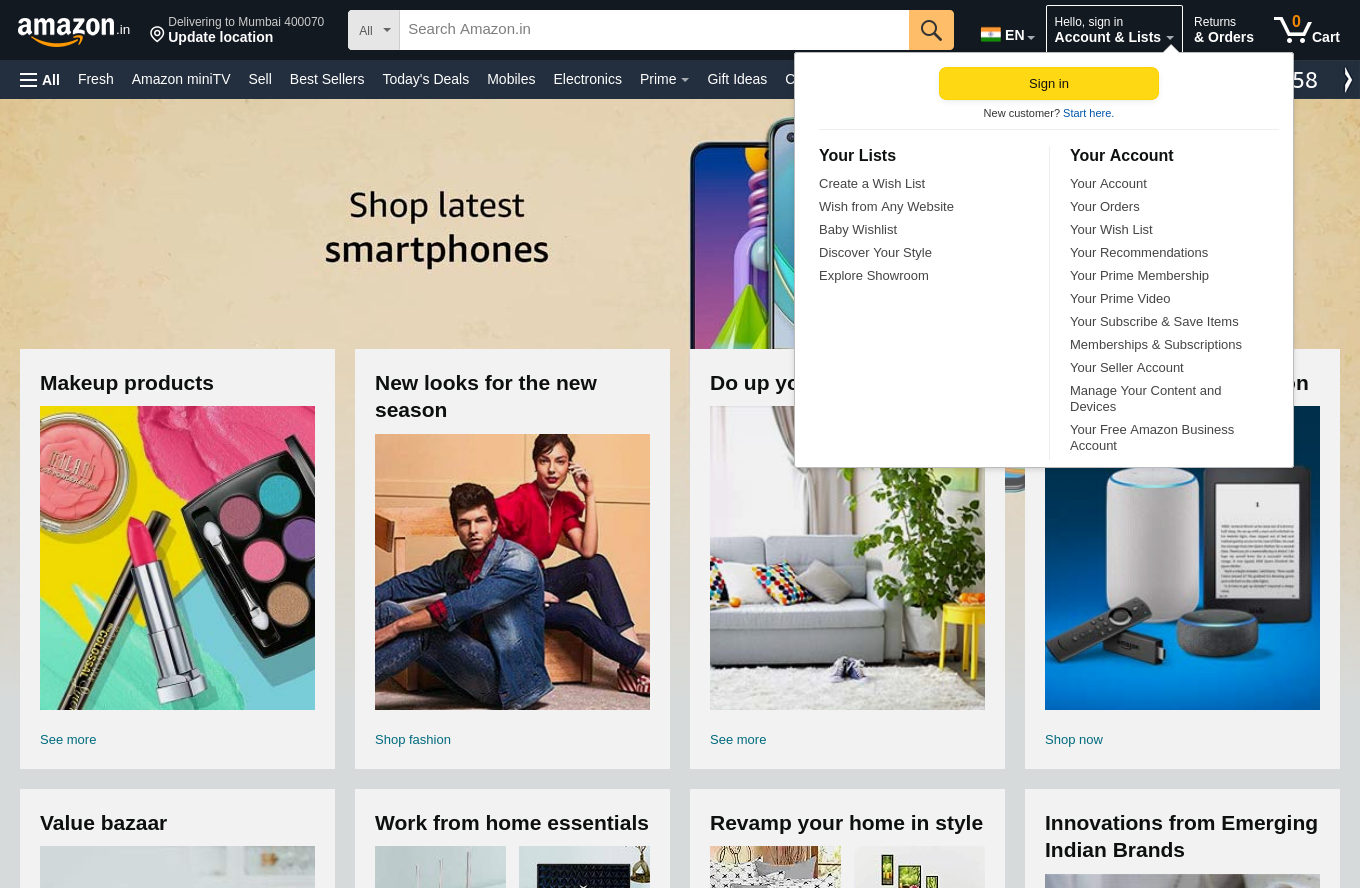 amazon.in
Delivering to Mumbai 400070
Update location
All
Search Amazon.in
EN
Hello, sign in
Account & Lists
Returns
& Orders
0
Cart
All
Fresh
Amazon miniTV
Sell
Best Sellers
Today's Deals
Mobiles
Electronics
Prime
Gift Ideas
58
Sign in
New customer? Start here.
Your Lists
Create a Wish List
Wish from Any Website
Baby Wishlist
Discover Your Style
Explore Showroom
Your Account
Your Account
Your Orders
Your Wish List
Your Recommendations
Your Prime Membership
Your Prime Video
Your Subscribe & Save Items
Memberships & Subscriptions
Your Seller Account
Manage Your Content and
Devices
Your Free Amazon Business
Account
Shop latest
smartphones
Makeup products
MILANI
COLOSSAL
See more
New looks for the new
season
Shop fashion
Do up
See more
Shop now
Value bazaar
Work from home essentials
Revamp your home in style
Innovations from Emerging
Indian Brands